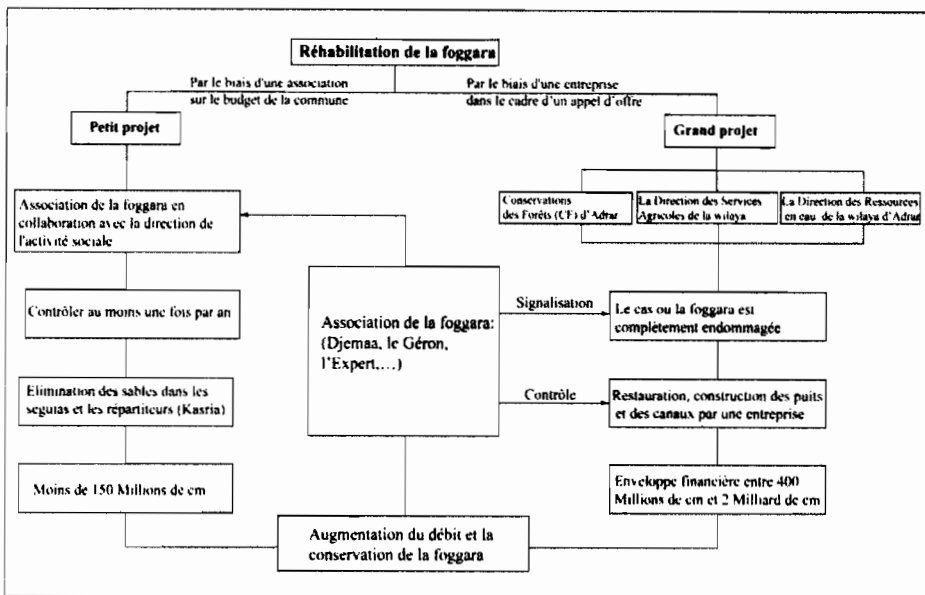 Réhabilitation de la foggara
Par le biais d'une association
sur le budget de la commune
Par le biais d'une entreprise
dans le cadre d'un appel d'offre
Petit projet
Grand projet
Association de la foggara en
collaboration avec la direction de
l'activité sociale
Conservations
des Forêts (CF) d'Adrar
La Direction des Services
Agricoles de la wilaya
La Direction des Ressources
en eau de la wilaya d'Adrar
Contrôler au moins une fois par an
Association de la foggara:
(Djemaa, le Géron,
l'Expert,...)
Signalisation
Le cas ou la foggara est
complètement endommagée
Elimination des sables dans les
seguias et les répartiteurs (Kasria)
Contrôle
Restauration, construction des puits
et des canaux par une entreprise
Moins de 150 Millions de cm
Enveloppe financière entre 400
Millions de cm et 2 Milliard de cm
Augmentation du débit et la
conservation de la foggara